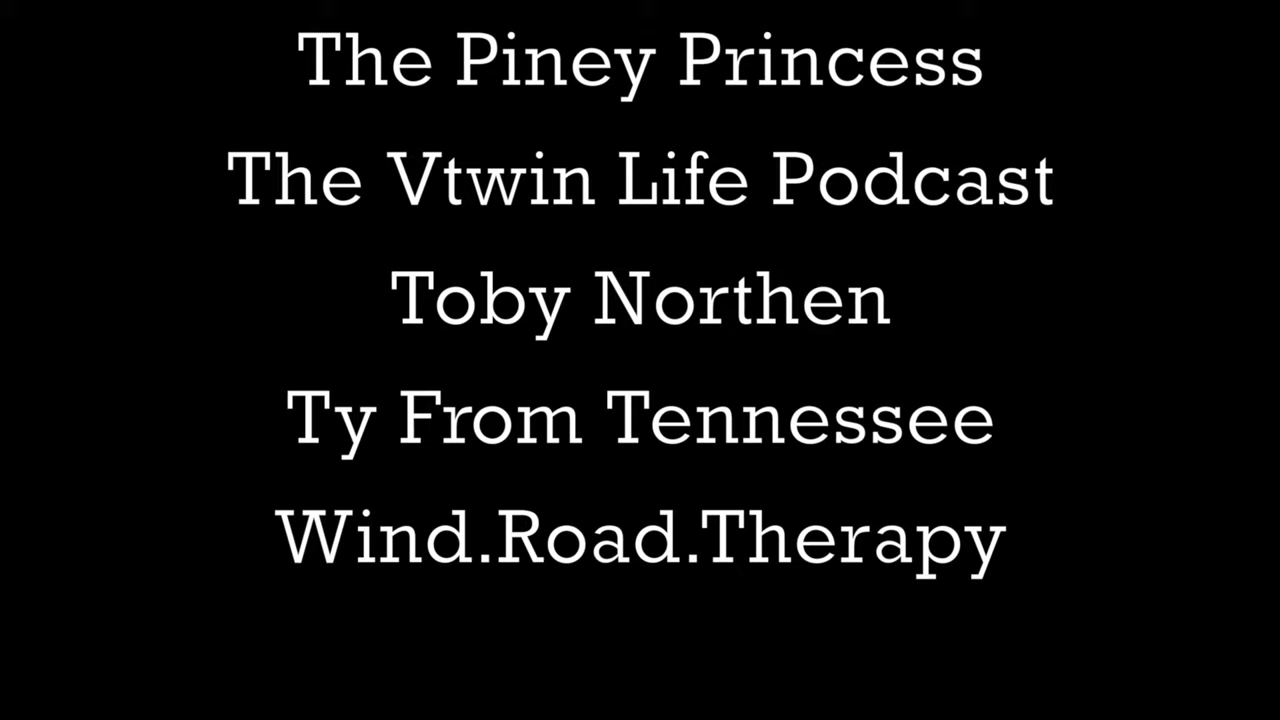 The Piney Princess
The Vtwin Life Podcast
Toby Northen
Ty From Tennessee
Wind.Road.Therapy